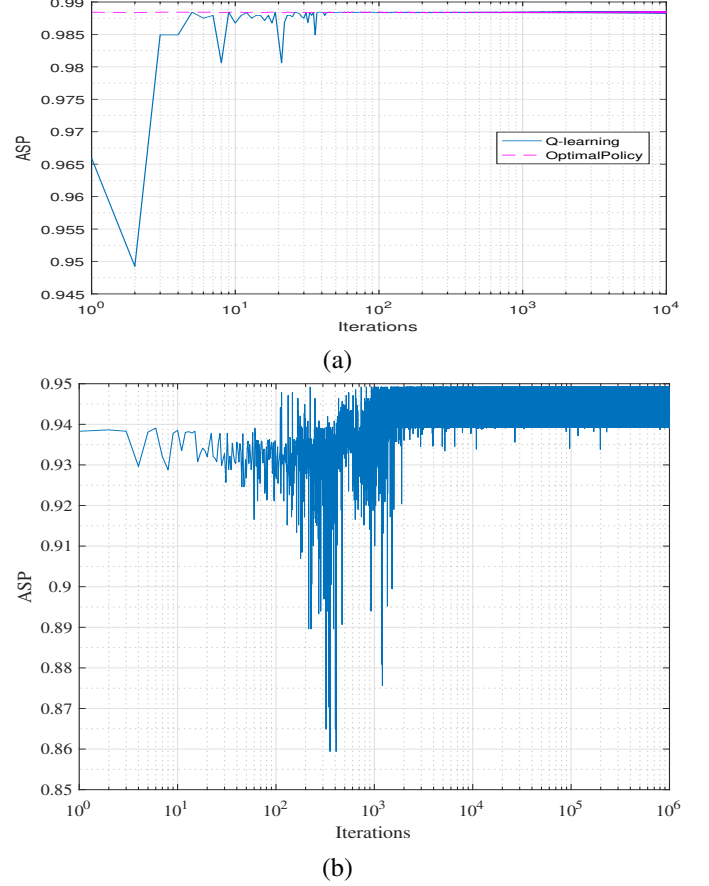 0.99
0.985
0.98
0.975
0.97
0.965
0.96
0.955
0.95
0.945
ASP
Q-learning
OptimalPolicy
10^0 10^1 10^2 10^3 10^4
Iterations
(a)
0.95
0.94
0.93
0.92
0.91
0.9
0.89
0.88
0.87
0.86
0.85
ASP
10^0 10^1 10^2 10^3 10^4 10^5 10^6
Iterations
(b)